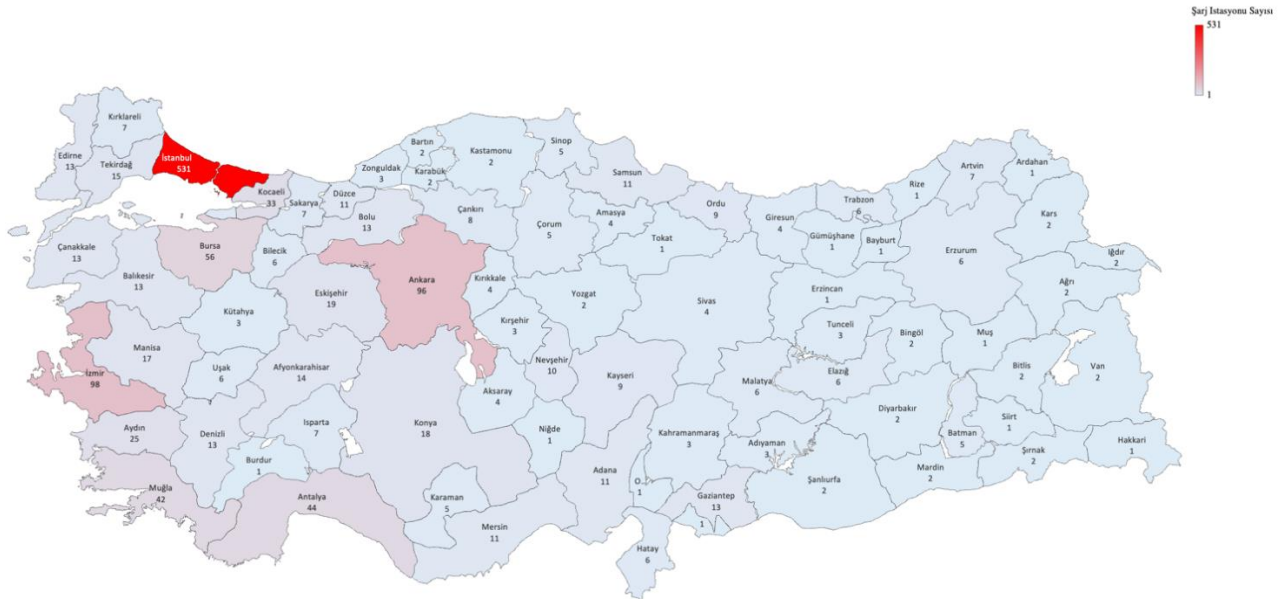 Şarj Istasyonu Sayısı
531
1
Kırklareli
7
Edirne
13
Tekirdağ
15
İstanbul
531
Kocaeli
33
Sakarya
7
Düzce
11
Zonguldak
3
Bartın
2
Karabük
2
Kastamonu
2
Sinop
5
Samsun
11
Ordu
9
Giresun
4
Trabzon
6
Rize
1
Artvin
7
Ardahan
1
Kars
2
Iğdır
2
Çanakkale
13
Balıkesir
13
Bursa
56
Bilecik
6
Bolu
13
Çankırı
8
Çorum
5
Amasya
4
Tokat
1
Gümüşhane
1
Bayburt
1
Erzurum
6
Ağrı
2
Kütahya
3
Eskişehir
19
Ankara
96
Kırıkkale
4
Kırşehir
3
Yozgat
2
Sivas
4
Erzincan
1
Tunceli
3
Bingöl
2
Muş
1
Bitlis
2
Van
2
Manisa
17
İzmir
98
Uşak
6
Afyonkarahisar
14
Nevşehir
10
Kayseri
9
Malatya
6
Elazığ
6
Aksaray
4
Aydın
25
Denizli
13
Isparta
7
Burdur
1
Konya
18
Niğde
1
Kahramanmaraş
3
Adıyaman
3
Diyarbakır
2
Batman
5
Siirt
1
Şırnak
2
Hakkari
1
Muğla
42
Antalya
44
Karaman
5
Mersin
11
Adana
11
O...
1
Gaziantep
13
1
Şanlıurfa
2
Mardin
2
Hatay
6